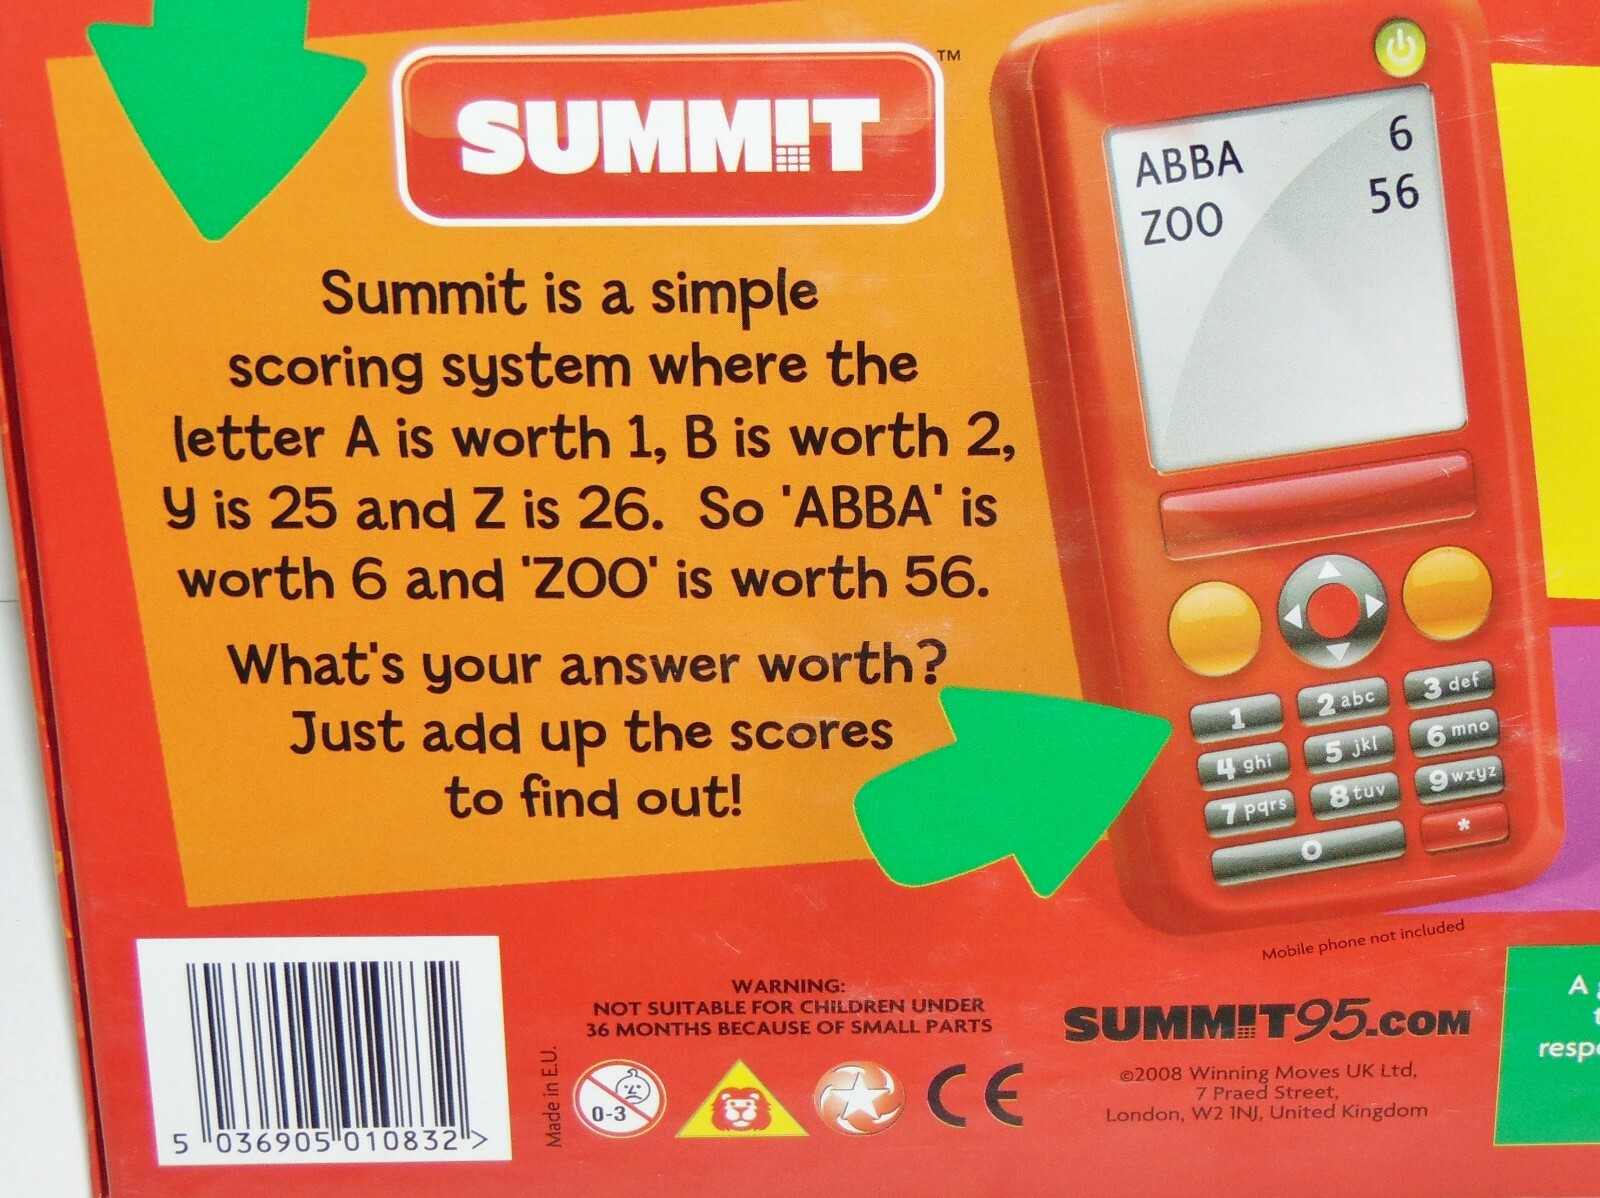 SUMMIT
™
Summit is a simple
scoring system where the
letter A is worth 1, B is worth 2,
Y is 25 and Z is 26. So 'ABBA' is
worth 6 and 'ZOO' is worth 56.
What's your answer worth?
Just add up the scores
to find out!
ABBA 6
ZOO 56
1 2 abc 3 def
4 ghi 5 jkl 6 mno
7 pqrs 8 tuv 9 wxyz
0 *
Mobile phone not included
5 036905 010832 >
WARNING:
NOT SUITABLE FOR CHILDREN UNDER
36 MONTHS BECAUSE OF SMALL PARTS
Made in E.U.
0-3
CE
SUMMIT95.COM
©2008 Winning Moves UK Ltd,
7 Praed Street,
London, W2 1NJ, United Kingdom
A